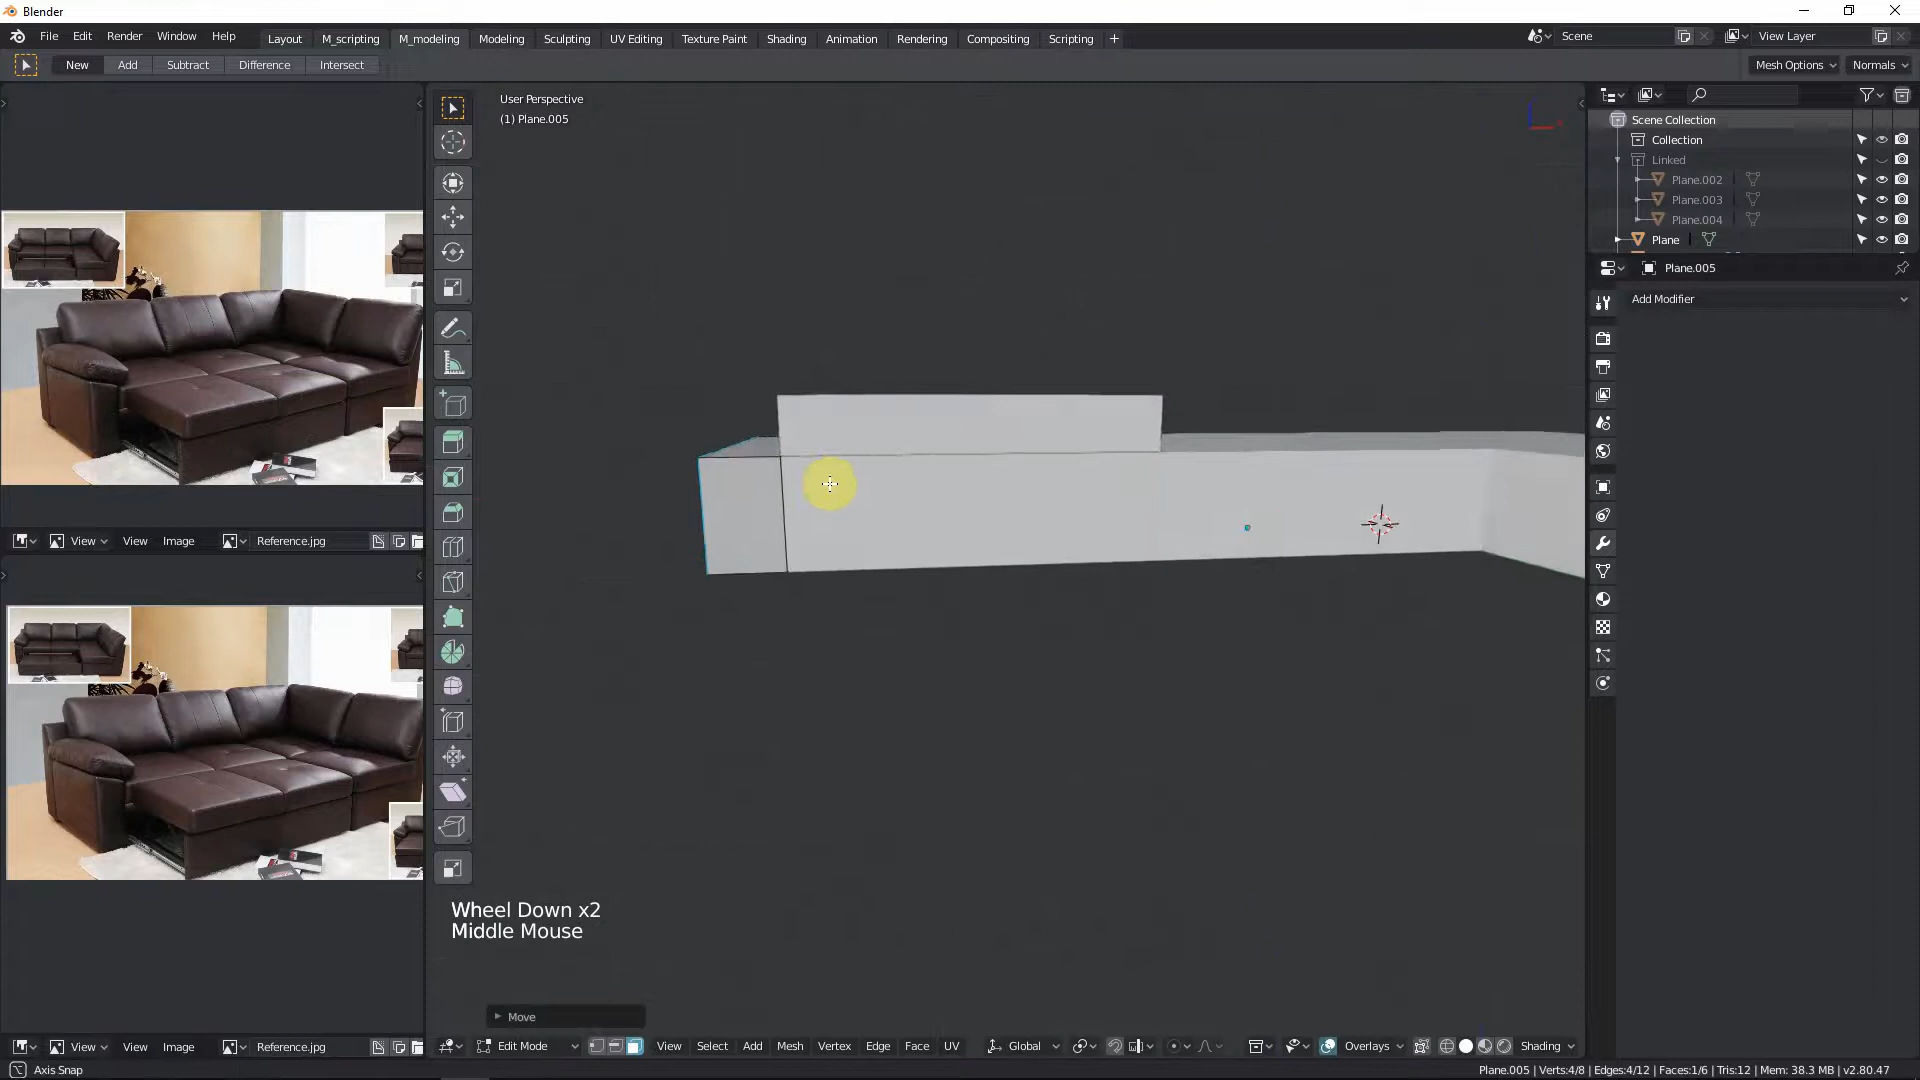 Blender
File Edit Render Window Help Layout M_scripting M_modeling Modeling Sculpting UV Editing Texture Paint Shading Animation Rendering Compositing Scripting + Scene View Layer
New Add Subtract Difference Intersect Mesh Options Normals
User Perspective
(1) Plane.005
Scene Collection
Collection
Linked
Plane.002
Plane.003
Plane.004
Plane
Plane.005
Add Modifier
View View Image Reference.jpg
Wheel Down x2
Middle Mouse
Move
View View Image Reference.jpg
Edit Mode View Select Add Mesh Vertex Edge Face UV Global Overlays Shading
Axis Snap
Plane.005 | Verts:4/8 | Edges:4/12 | Faces:1/6 | Tris:12 | Mem: 38.3 MB | v2.80.47